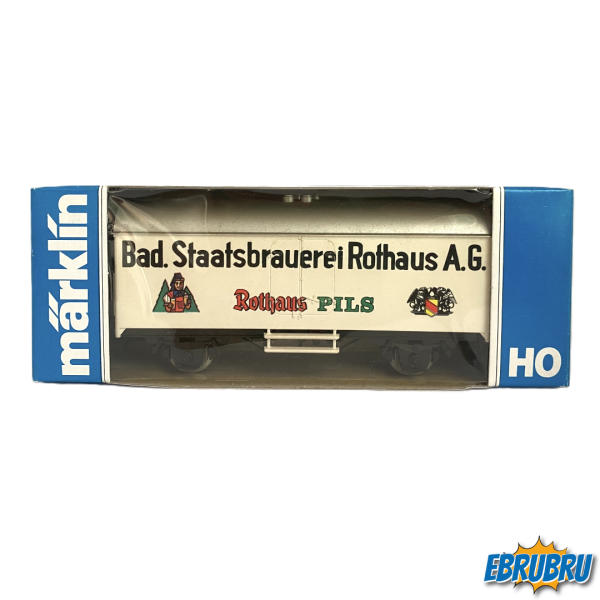 märklin
Bad. Staatsbrauerei Rothaus A.G.
Rothaus PILS
HO
EBRUBRU